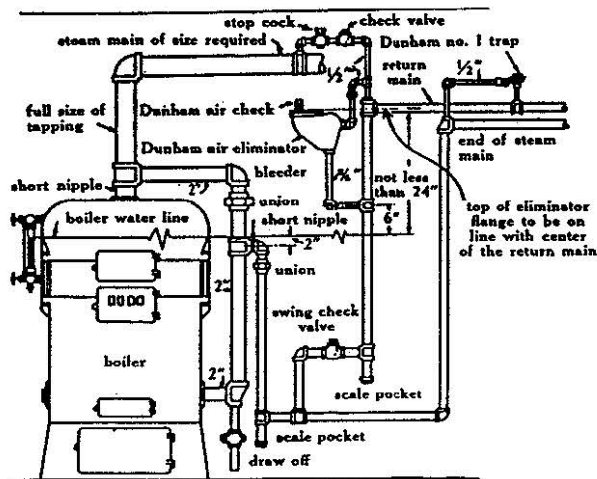 stop cock
check valve
steam main of size required
Dunham no. 1 trap
return
main
1/2"
1/2"
full size of
tapping
Dunham air check
Dunham air eliminator
end of steam
main
bleeder
short nipple
2"
union
3/4"
not less
than 24"
6"
top of eliminator
flange to be on
line with center
of the return main
boiler water line
short nipple
2"
union
2"
swing check
valve
boiler
2"
scale pocket
scale pocket
draw off